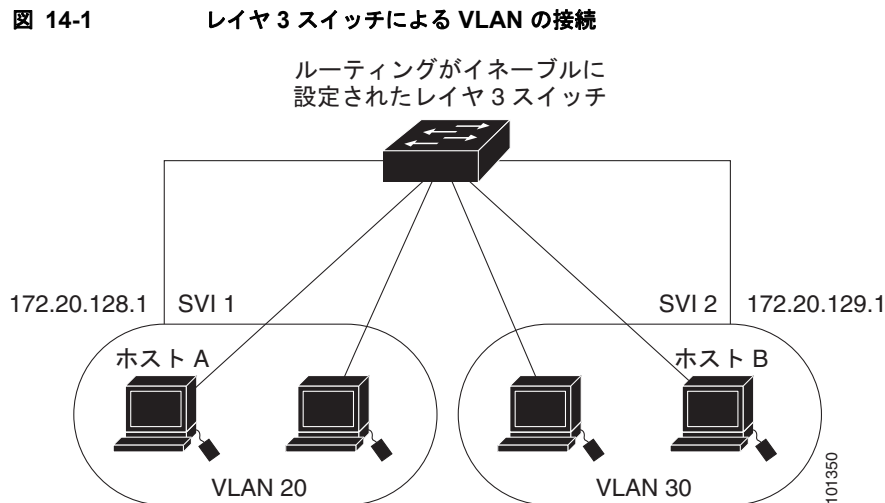 図 14-1 レイヤ 3 スイッチによる VLAN の接続
ルーティングがイネーブルに
設定されたレイヤ 3 スイッチ
172.20.128.1 SVI 1
SVI 2 172.20.129.1
ホスト A
ホスト B
VLAN 20
VLAN 30
101350